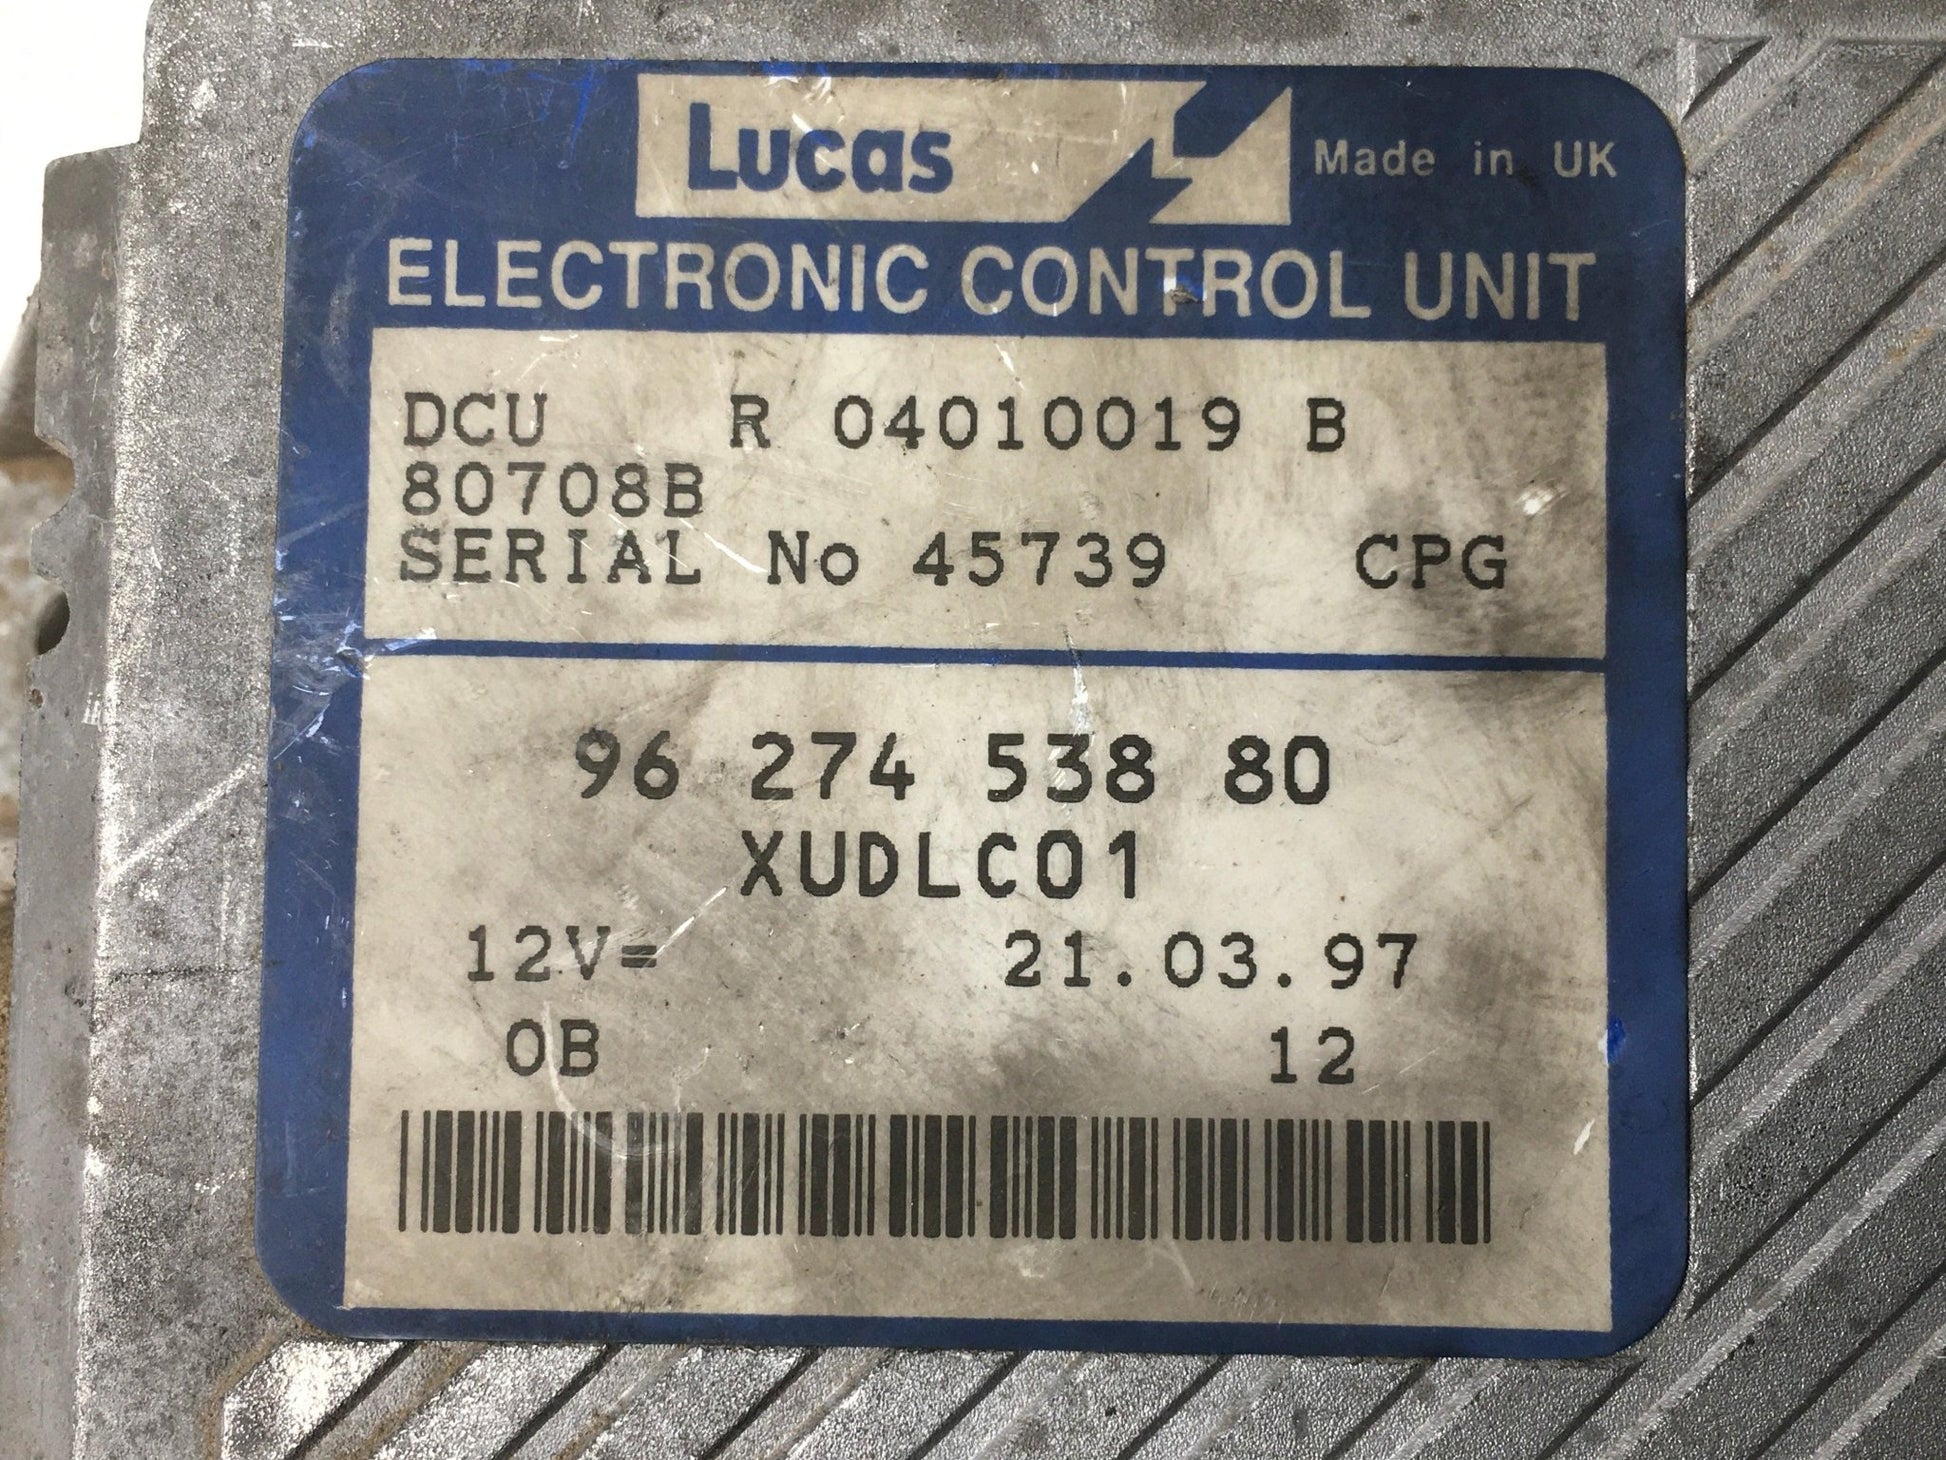 Lucas Made in UK
ELECTRONIC CONTROL UNIT
DCU R 04010019 B
80708B
SERIAL No 45739 CPG
96 274 538 80
XUDLC01
12V= 21.03.97
0B 12